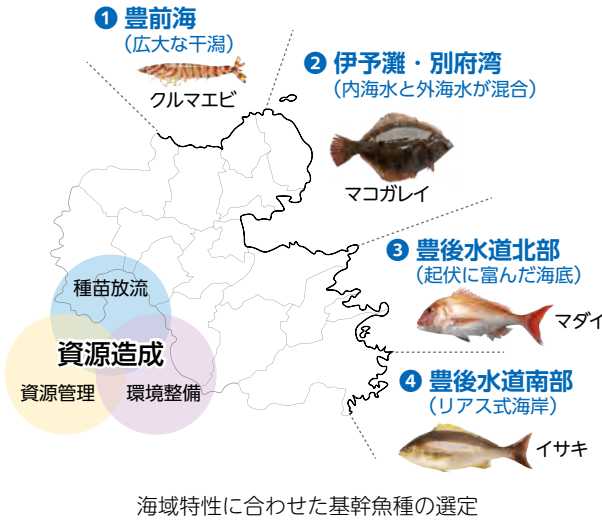 ❶ 豊前海
(広大な干潟)
クルマエビ
❷ 伊予灘・別府湾
(内海水と外海水が混合)
マコガレイ
❸ 豊後水道北部
(起伏に富んだ海底)
マダイ
❹ 豊後水道南部
(リアス式海岸)
イサキ
種苗放流
資源造成
資源管理
環境整備
海域特性に合わせた基幹魚種の選定